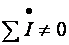 ∑ İ ≠ 0